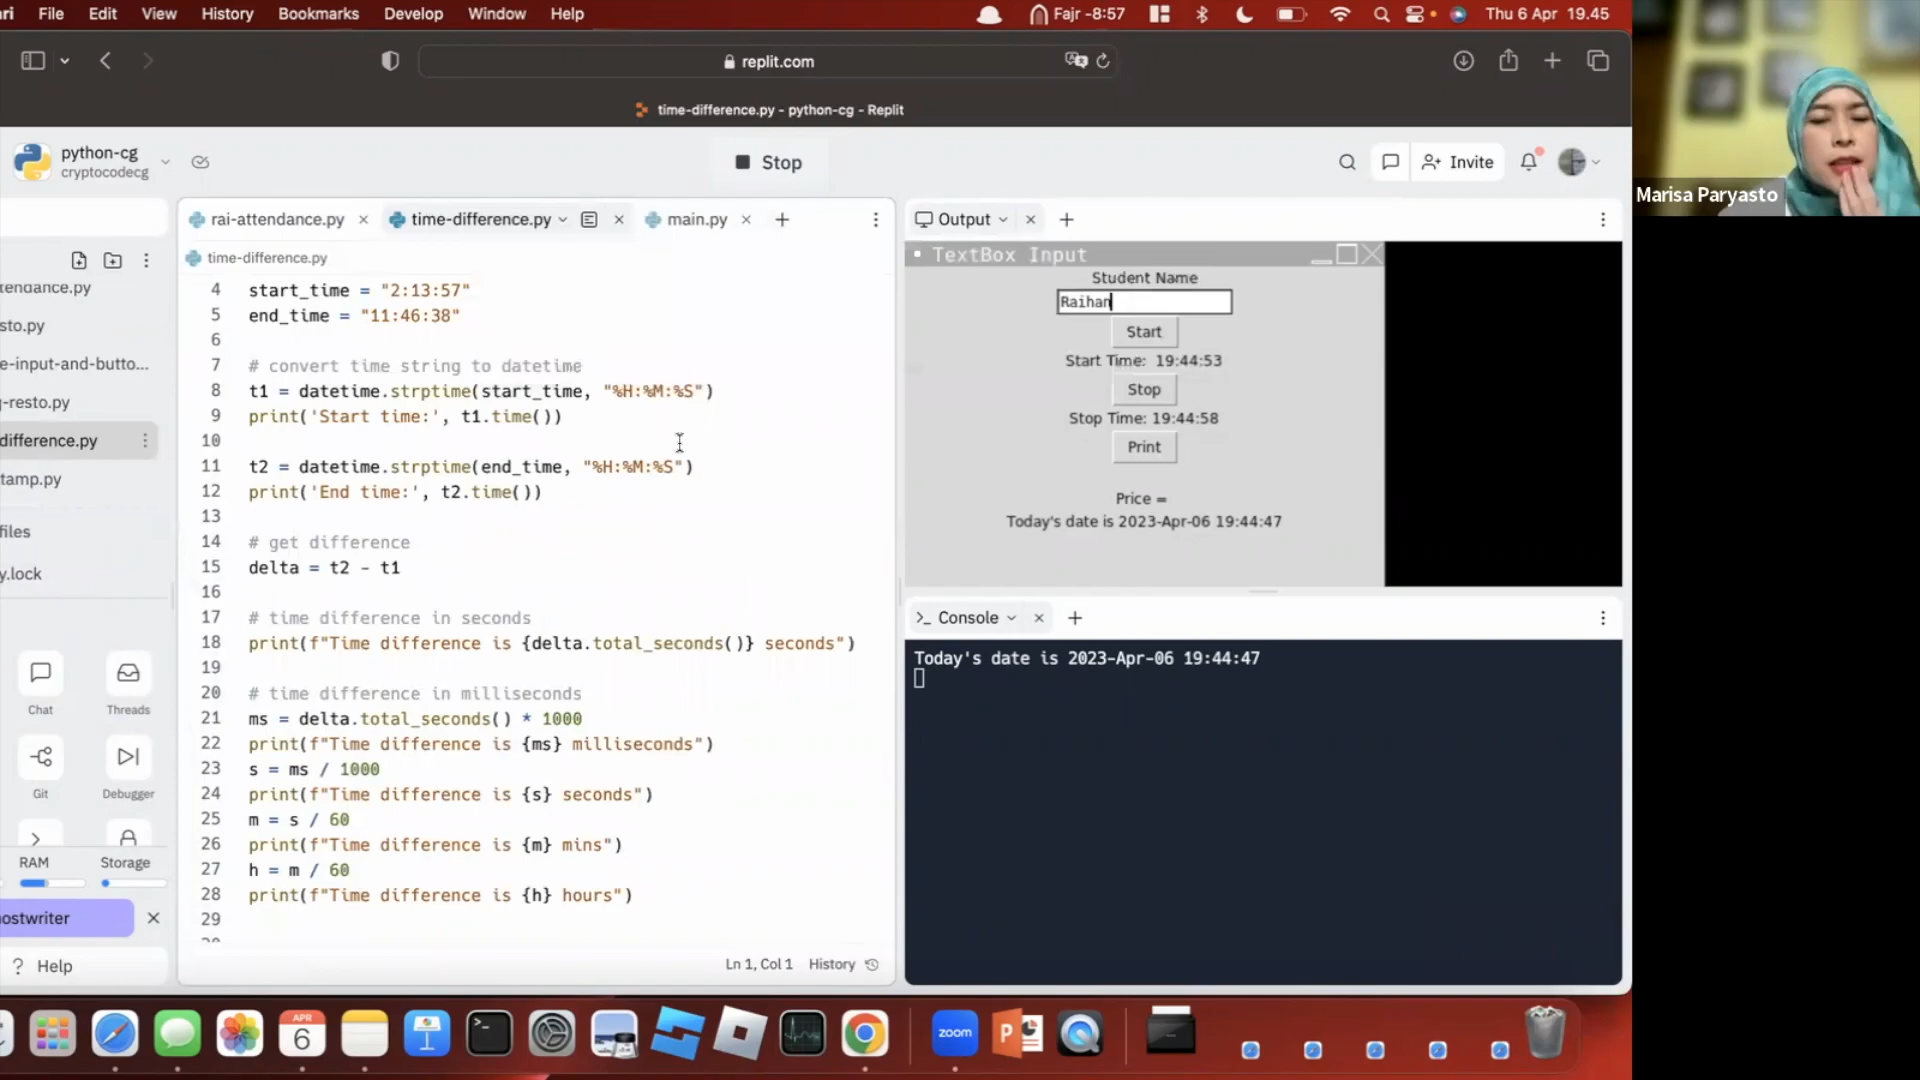 ri File Edit View History Bookmarks Develop Window Help Fajr -8:57 Thu 6 Apr 19.45
replit.com
time-difference.py - python-cg - Replit
python-cg
cryptocodecg
Stop
Invite
Marisa Paryasto
rai-attendance.py time-difference.py main.py
time-difference.py
tendance.py
sto.py
e-input-and-butto...
g-resto.py
difference.py
tamp.py
files
y.lock
Chat Threads
Git Debugger
RAM Storage
ostwriter
? Help
4 start_time = "2:13:57"
5 end_time = "11:46:38"
6
7 # convert time string to datetime
8 t1 = datetime.strptime(start_time, "%H:%M:%S")
9 print('Start time:', t1.time())
10
11 t2 = datetime.strptime(end_time, "%H:%M:%S")
12 print('End time:', t2.time())
13
14 # get difference
15 delta = t2 - t1
16
17 # time difference in seconds
18 print(f"Time difference is {delta.total_seconds()} seconds")
19
20 # time difference in milliseconds
21 ms = delta.total_seconds() * 1000
22 print(f"Time difference is {ms} milliseconds")
23 s = ms / 1000
24 print(f"Time difference is {s} seconds")
25 m = s / 60
26 print(f"Time difference is {m} mins")
27 h = m / 60
28 print(f"Time difference is {h} hours")
29
Ln 1, Col 1 History
Output
TextBox Input
Student Name
Raihan
Start
Start Time: 19:44:53
Stop
Stop Time: 19:44:58
Print
Price =
Today's date is 2023-Apr-06 19:44:47
Console
Today's date is 2023-Apr-06 19:44:47
APR
6
zoom